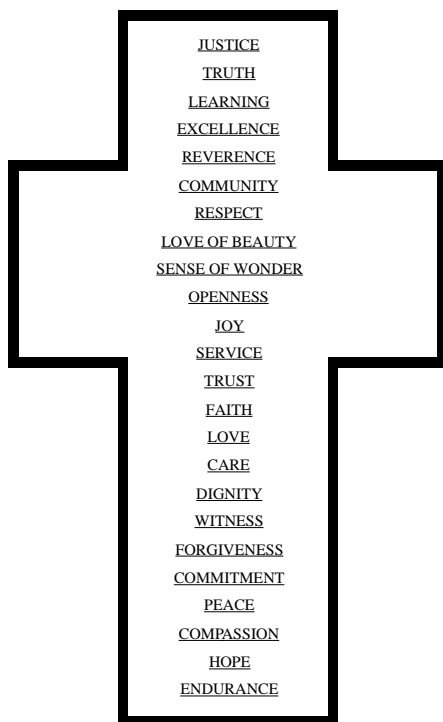 JUSTICE
TRUTH
LEARNING
EXCELLENCE
REVERENCE
COMMUNITY
RESPECT
LOVE OF BEAUTY
SENSE OF WONDER
OPENNESS
JOY
SERVICE
TRUST
FAITH
LOVE
CARE
DIGNITY
WITNESS
FORGIVENESS
COMMITMENT
PEACE
COMPASSION
HOPE
ENDURANCE